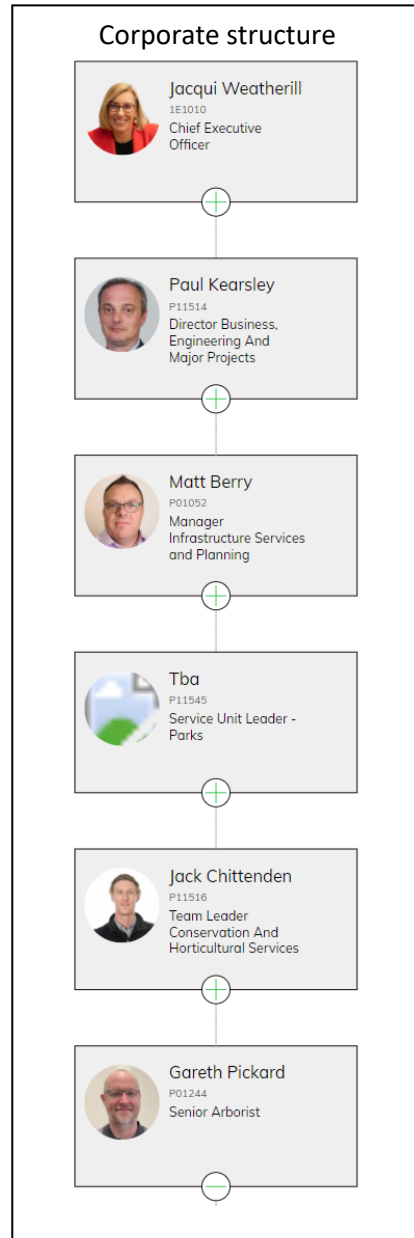 Corporate structure
Jacqui Weatherill
1E1010
Chief Executive
Officer
Paul Kearsley
P11514
Director Business,
Engineering And
Major Projects
Matt Berry
P01052
Manager
Infrastructure Services
and Planning
Tba
P11545
Service Unit Leader -
Parks
Jack Chittenden
P11516
Team Leader
Conservation And
Horticultural Services
Gareth Pickard
P01244
Senior Arborist